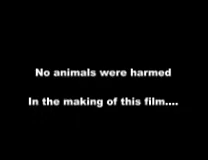 No animals were harmed
In the making of this film....